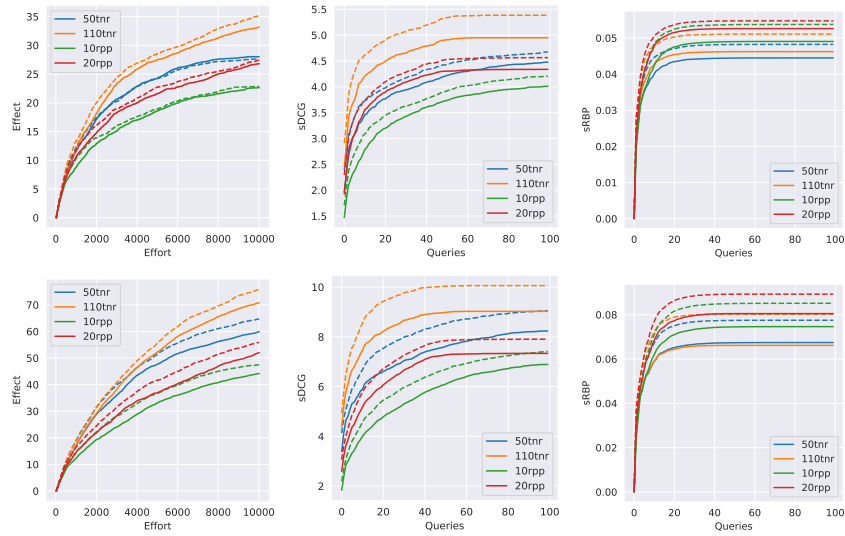 Effect
35
30
25
20
15
10
5
0
50tnr
110tnr
10rpp
20rpp
0 2000 4000 6000 8000 10000
Effort
sDCG
5.5
5.0
4.5
4.0
3.5
3.0
2.5
2.0
1.5
50tnr
110tnr
10rpp
20rpp
0 20 40 60 80 100
Queries
sRBP
0.05
0.04
0.03
0.02
0.01
0.00
50tnr
110tnr
10rpp
20rpp
0 20 40 60 80 100
Queries
Effect
70
60
50
40
30
20
10
0
50tnr
110tnr
10rpp
20rpp
0 2000 4000 6000 8000 10000
Effort
sDCG
10
8
6
4
2
50tnr
110tnr
10rpp
20rpp
0 20 40 60 80 100
Queries
sRBP
0.08
0.06
0.04
0.02
0.00
50tnr
110tnr
10rpp
20rpp
0 20 40 60 80 100
Queries